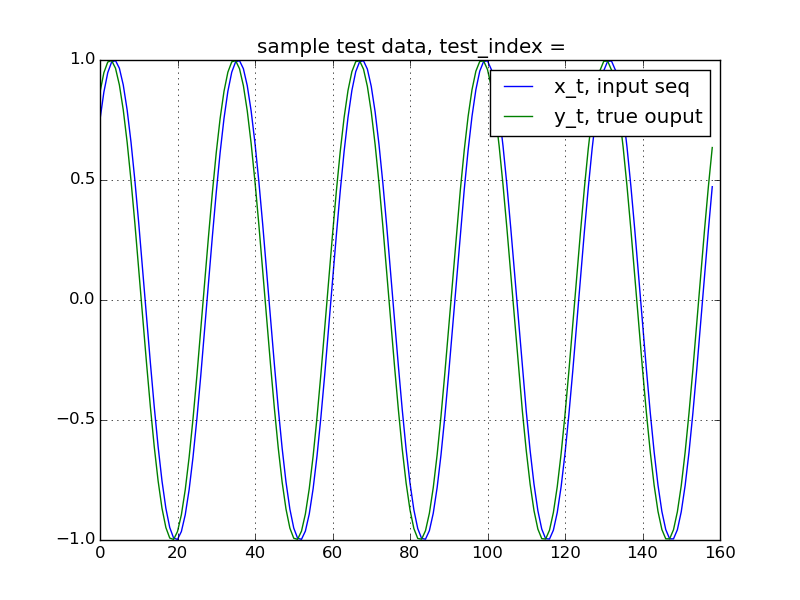 sample test data, test_index =
x_t, input seq
y_t, true ouput
1.0
0.5
0.0
−0.5
−1.0
0 20 40 60 80 100 120 140 160